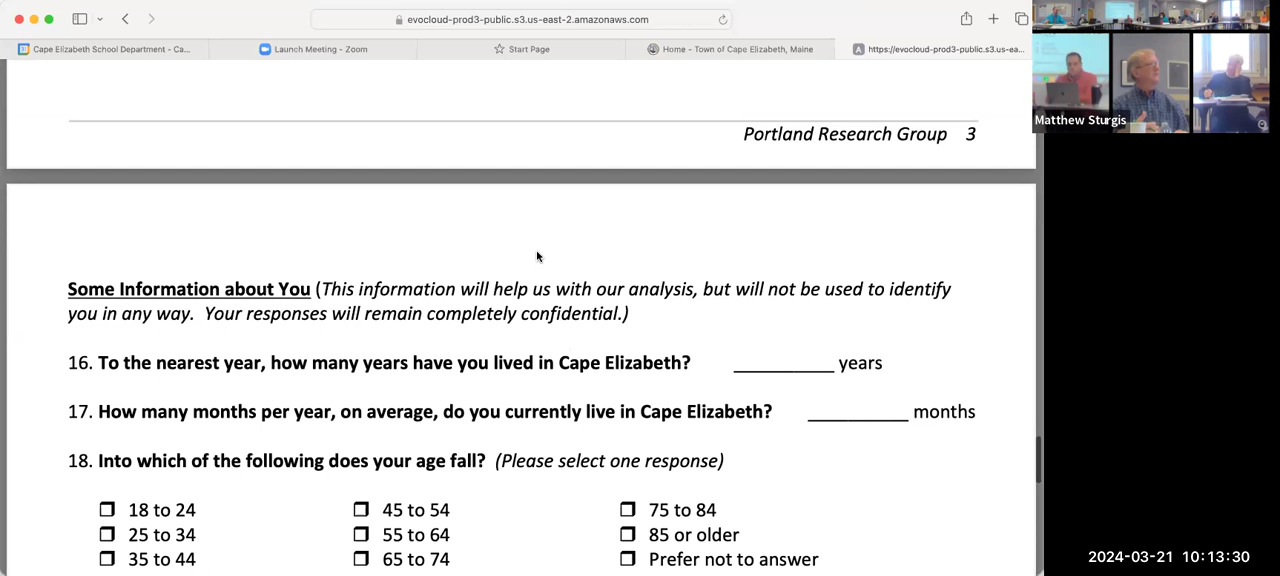 evocloud-prod3-public.s3.us-east-2.amazonaws.com
Cape Elizabeth School Department - Ca...
Launch Meeting - Zoom
Start Page
Home - Town of Cape Elizabeth, Maine
https://evocloud-prod3-public.s3.us-ea...
Matthew Sturgis
Portland Research Group 3
Some Information about You (This information will help us with our analysis, but will not be used to identify
you in any way. Your responses will remain completely confidential.)
16. To the nearest year, how many years have you lived in Cape Elizabeth? __________ years
17. How many months per year, on average, do you currently live in Cape Elizabeth? __________ months
18. Into which of the following does your age fall? (Please select one response)
❒ 18 to 24 ❒ 45 to 54 ❒ 75 to 84
❒ 25 to 34 ❒ 55 to 64 ❒ 85 or older
❒ 35 to 44 ❒ 65 to 74 ❒ Prefer not to answer
2024-03-21 10:13:30